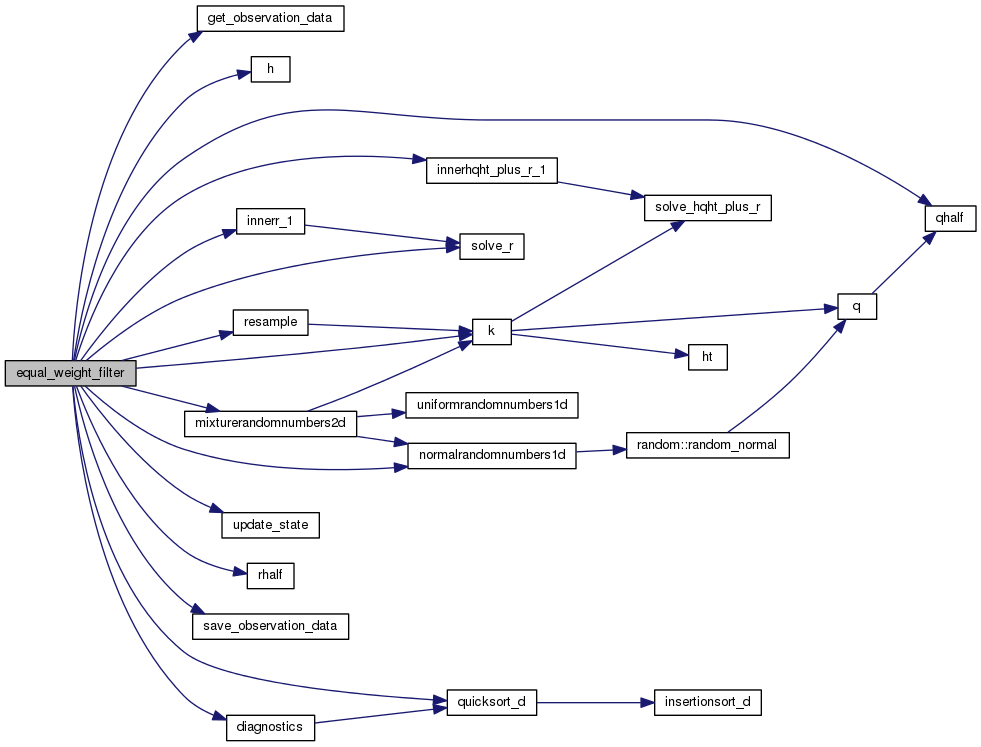 get_observation_data
h
innerhqht_plus_r_1
solve_hqht_plus_r
qhalf
innerr_1
solve_r
q
resample
k
ht
equal_weight_filter
uniformrandomnumbers1d
mixturerandomnumbers2d
random::random_normal
normalrandomnumbers1d
update_state
rhalf
save_observation_data
quicksort_d
insertionsort_d
diagnostics